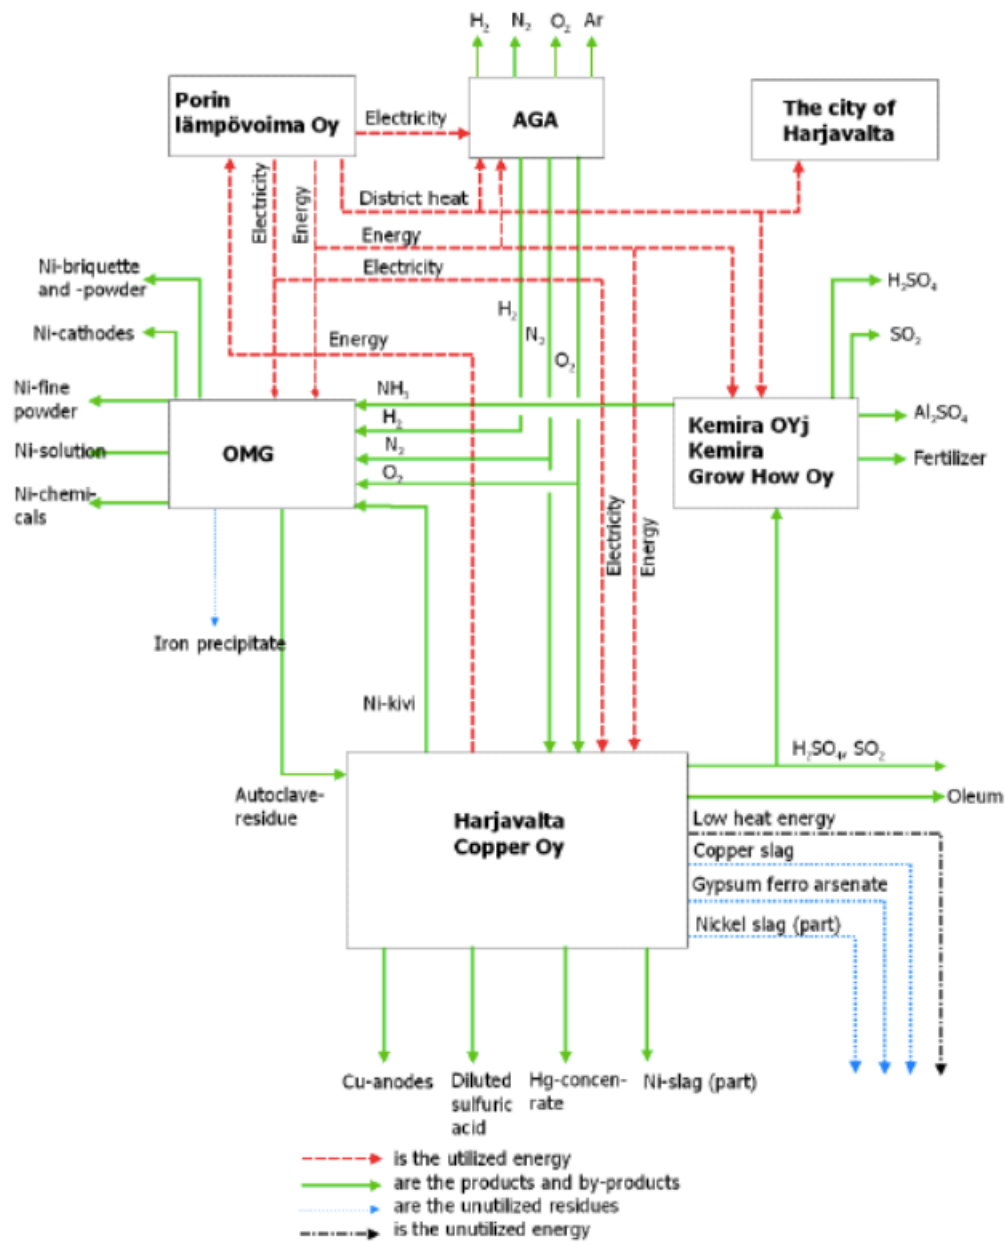 H₂ N₂ O₂ Ar
Porin
lämpövoima Oy
Electricity
AGA
The city of
Harjavalta
Electricity
Energy
District heat
Energy
Electricity
Ni-briquette
and -powder
H₂SO₄
H₂
Ni-cathodes
N₂
Energy
SO₂
O₂
Ni-fine
powder
NH₃
Al₂SO₄
H₂
Kemira OYj
Kemira
Grow How Oy
Ni-solution
OMG
N₂
Fertilizer
O₂
Ni-chemi-
cals
Electricity
Energy
Iron precipitate
Ni-kivi
H₂SO₄, SO₂
Autoclave-
residue
Oleum
Harjavalta
Copper Oy
Low heat energy
Copper slag
Gypsum ferro arsenate
Nickel slag (part)
Cu-anodes
Diluted
sulfuric
acid
Hg-concen-
rate
Ni-slag (part)
is the utilized energy
are the products and by-products
are the unutilized residues
is the unutilized energy